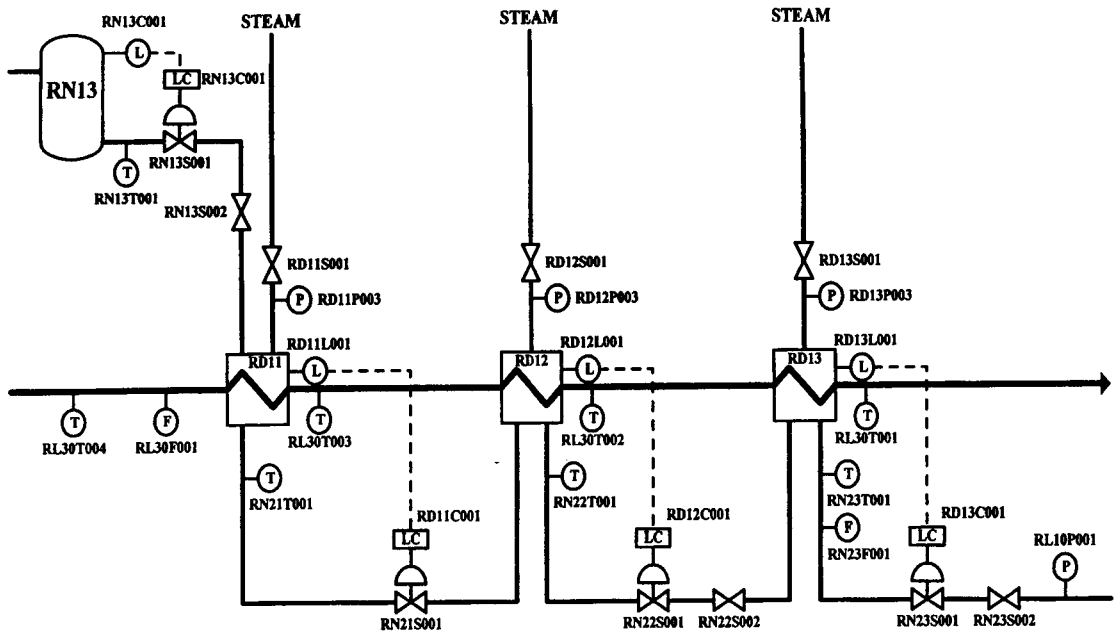 STEAM
STEAM
STEAM
RN13C001
L
LC
RN13C001
RN13
RN13S001
T
RN13T001
RN13S002
RD11S001
P
RD11P003
RD12S001
P
RD12P003
RD13S001
P
RD13P003
RD11L001
RD11
L
RD12L001
RD12
L
RD13L001
RD13
L
T
RL30T004
F
RL30F001
T
RL30T003
T
RL30T002
T
RL30T001
T
RN21T001
T
RN22T001
T
RN23T001
F
RN23F001
RD11C001
LC
RD12C001
LC
RD13C001
LC
RL10P001
P
RN21S001
RN22S001
RN22S002
RN23S001
RN23S002